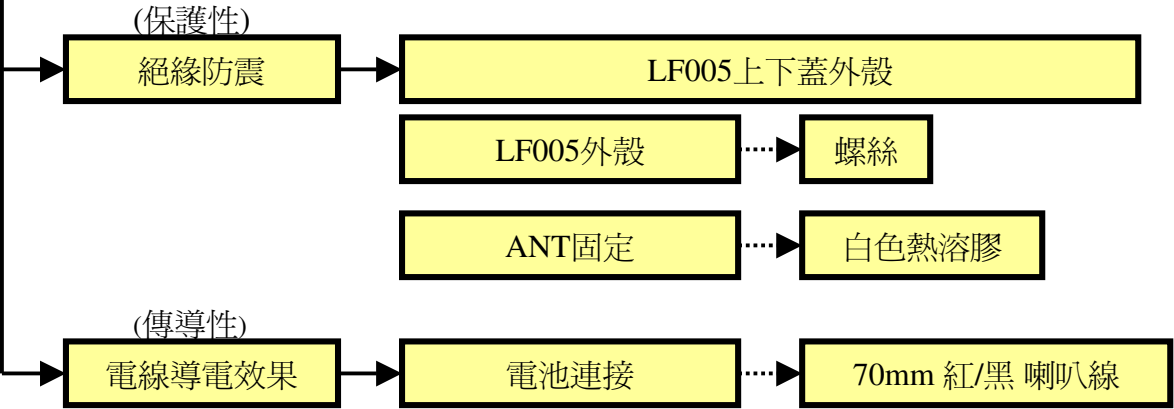 (保護性)
絕緣防震
LF005上下蓋外殼
LF005外殼
螺絲
ANT固定
白色熱溶膠
(傳導性)
電線導電效果
電池連接
70mm 紅/黑 喇叭線